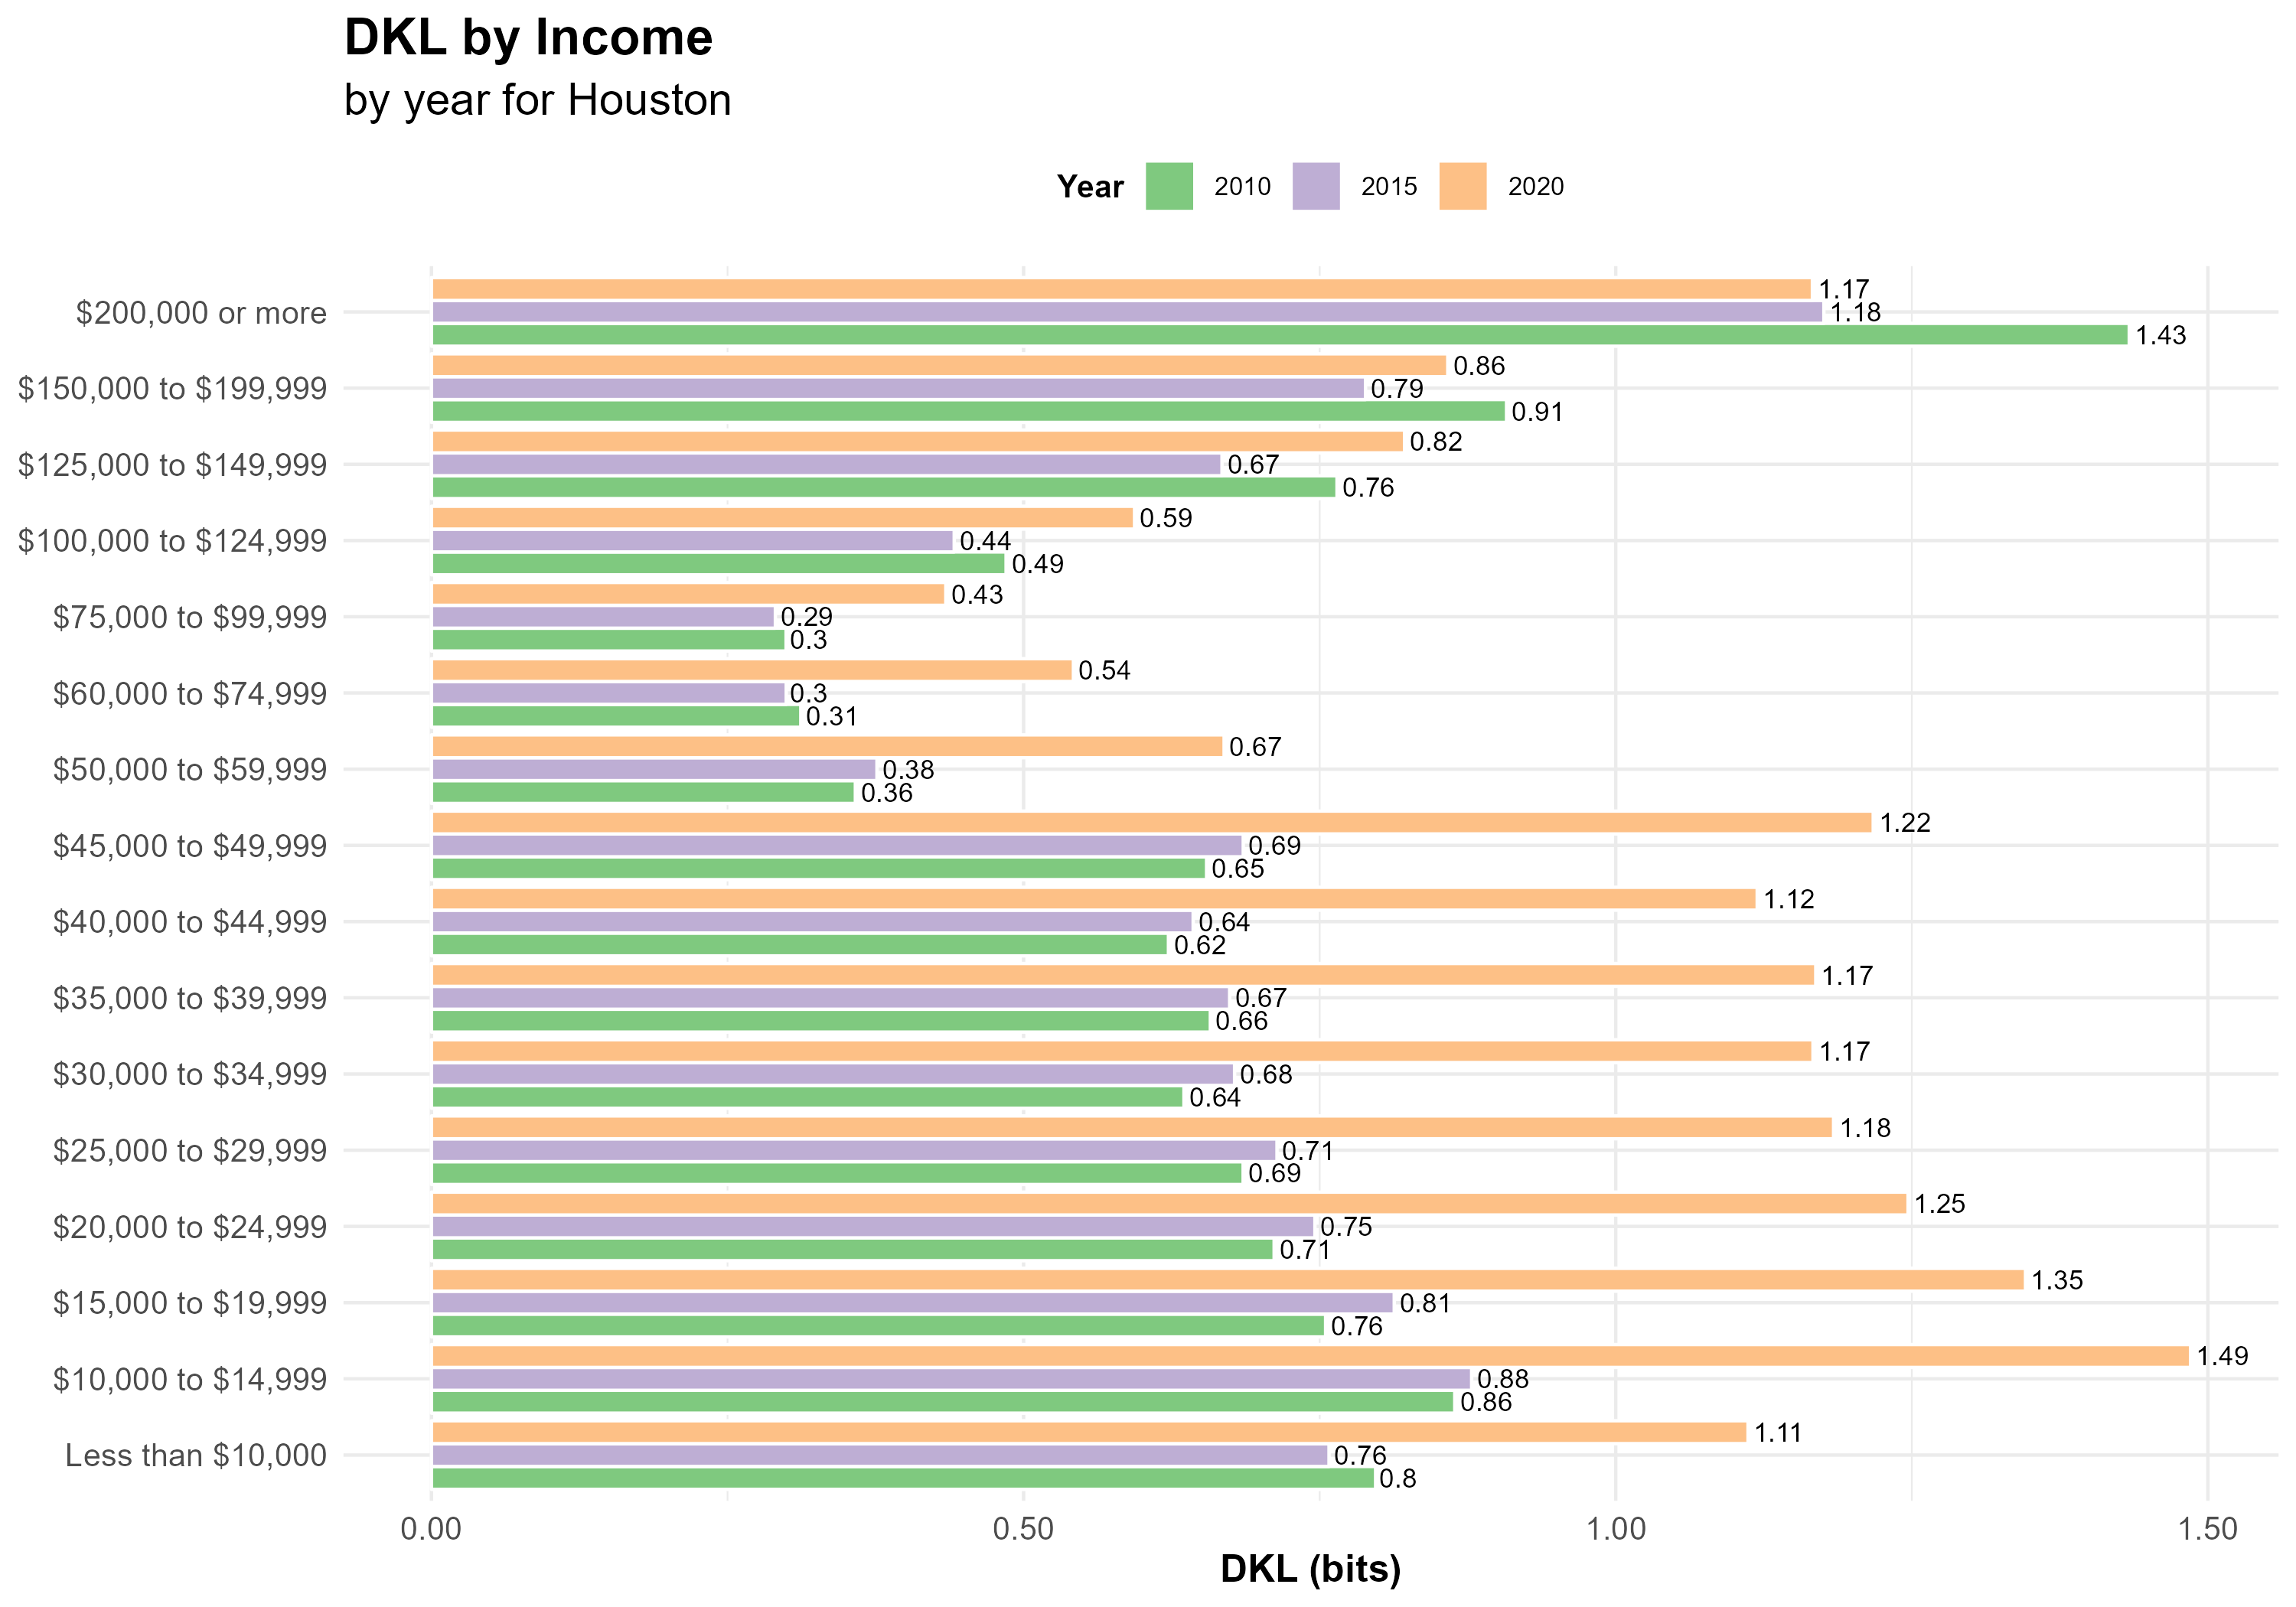 DKL by Income
by year for Houston
Year 2010 2015 2020
$200,000 or more 1.17 1.18 1.43
$150,000 to $199,999 0.86 0.79 0.91
$125,000 to $149,999 0.82 0.67 0.76
$100,000 to $124,999 0.59 0.44 0.49
$75,000 to $99,999 0.43 0.29 0.3
$60,000 to $74,999 0.54 0.3 0.31
$50,000 to $59,999 0.67 0.38 0.36
$45,000 to $49,999 1.22 0.69 0.65
$40,000 to $44,999 1.12 0.64 0.62
$35,000 to $39,999 1.17 0.67 0.66
$30,000 to $34,999 1.17 0.68 0.64
$25,000 to $29,999 1.18 0.71 0.69
$20,000 to $24,999 1.25 0.75 0.71
$15,000 to $19,999 1.35 0.81 0.76
$10,000 to $14,999 1.49 0.88 0.86
Less than $10,000 1.11 0.76 0.8
0.00 0.50 1.00 1.50
DKL (bits)